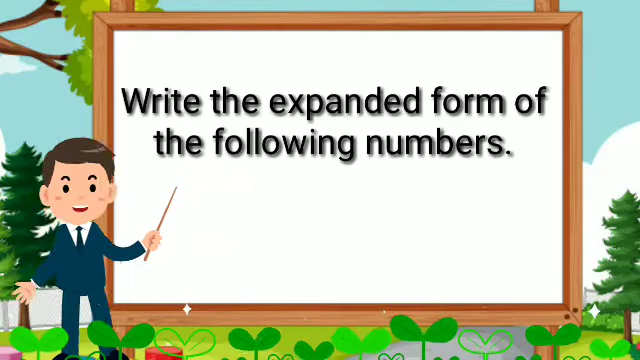 Write the expanded form of
the following numbers.